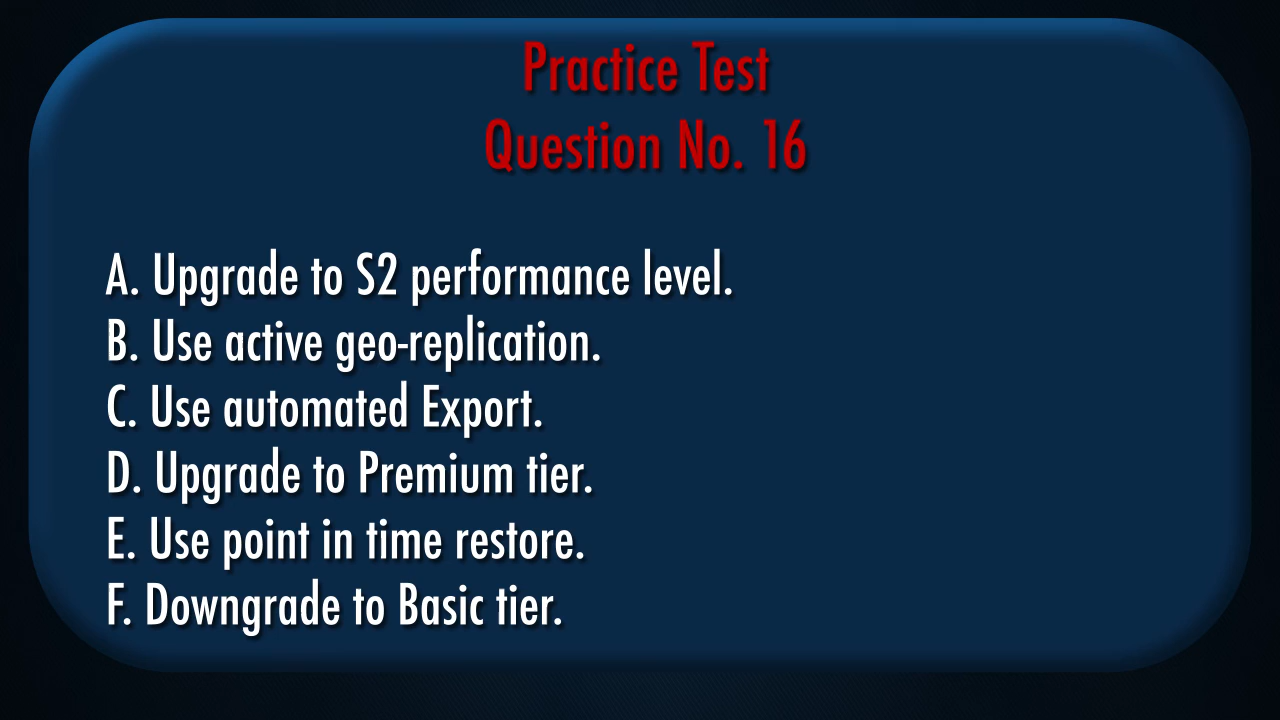 Practice Test
Question No. 16
A. Upgrade to S2 performance level.
B. Use active geo-replication.
C. Use automated Export.
D. Upgrade to Premium tier.
E. Use point in time restore.
F. Downgrade to Basic tier.